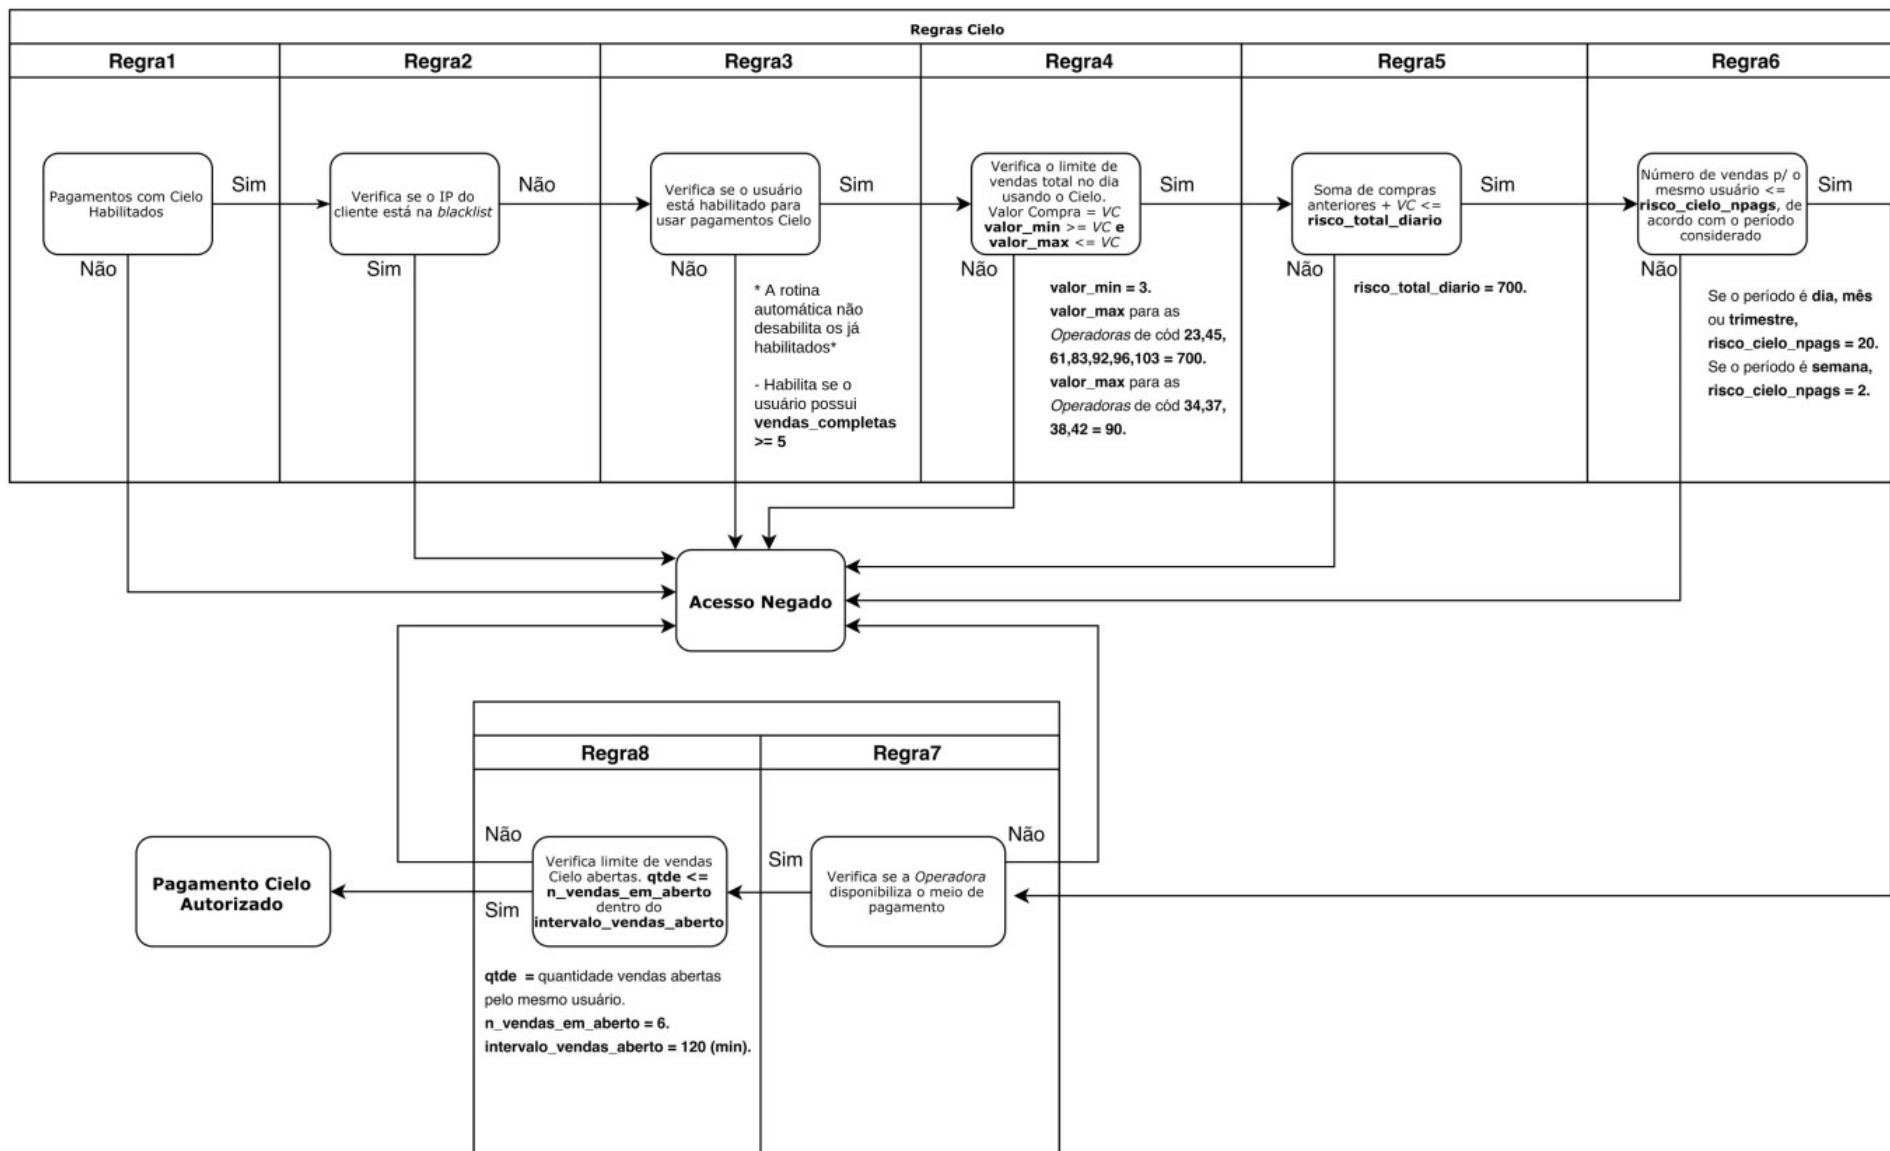 Regras Cielo
Regra1
Regra2
Regra3
Regra4
Regra5
Regra6
Pagamentos com Cielo
Habilitados
Sim
Não
Verifica se o IP do
cliente está na blacklist
Não
Sim
Verifica se o usuário
está habilitado para
usar pagamentos Cielo
Sim
Não
* A rotina
automática não
desabilita os já
habilitados*
- Habilita se o
usuário possui
vendas_completas
>= 5
Verifica o limite de
vendas total no dia
usando o Cielo.
Valor Compra = VC
valor_min >= VC e
valor_max <= VC
Sim
Não
valor_min = 3.
valor_max para as
Operadoras de cód 23,45,
61,83,92,96,103 = 700.
valor_max para as
Operadoras de cód 34,37,
38,42 = 90.
Soma de compras
anteriores + VC <=
risco_total_diario
Sim
Não
risco_total_diario = 700.
Número de vendas p/ o
mesmo usuário <=
risco_cielo_npags, de
acordo com o período
considerado
Sim
Não
Se o período é dia, mês
ou trimestre,
risco_cielo_npags = 20.
Se o período é semana,
risco_cielo_npags = 2.
Acesso Negado
Regra8
Regra7
Não
Verifica limite de vendas
Cielo abertas. qtde <=
n_vendas_em_aberto
dentro do
intervalo_vendas_aberto
Sim
Sim
Verifica se a Operadora
disponibiliza o meio de
pagamento
Não
Pagamento Cielo
Autorizado
qtde = quantidade vendas abertas
pelo mesmo usuário.
n_vendas_em_aberto = 6.
intervalo_vendas_aberto = 120 (min).